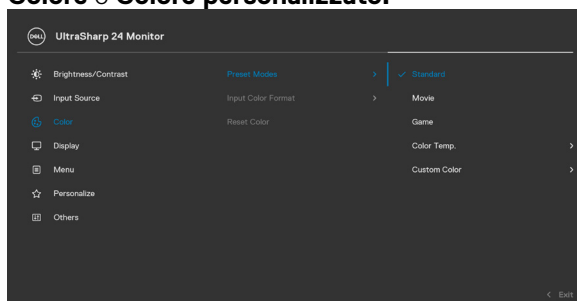 Colore o Colore personalizzato.
DELL UltraSharp 24 Monitor
Brightness/Contrast Preset Modes > ✓ Standard
Input Source Input Color Format > Movie
Color Reset Color Game
Display Color Temp. >
Menu Custom Color >
Personalize
Others
< Exit